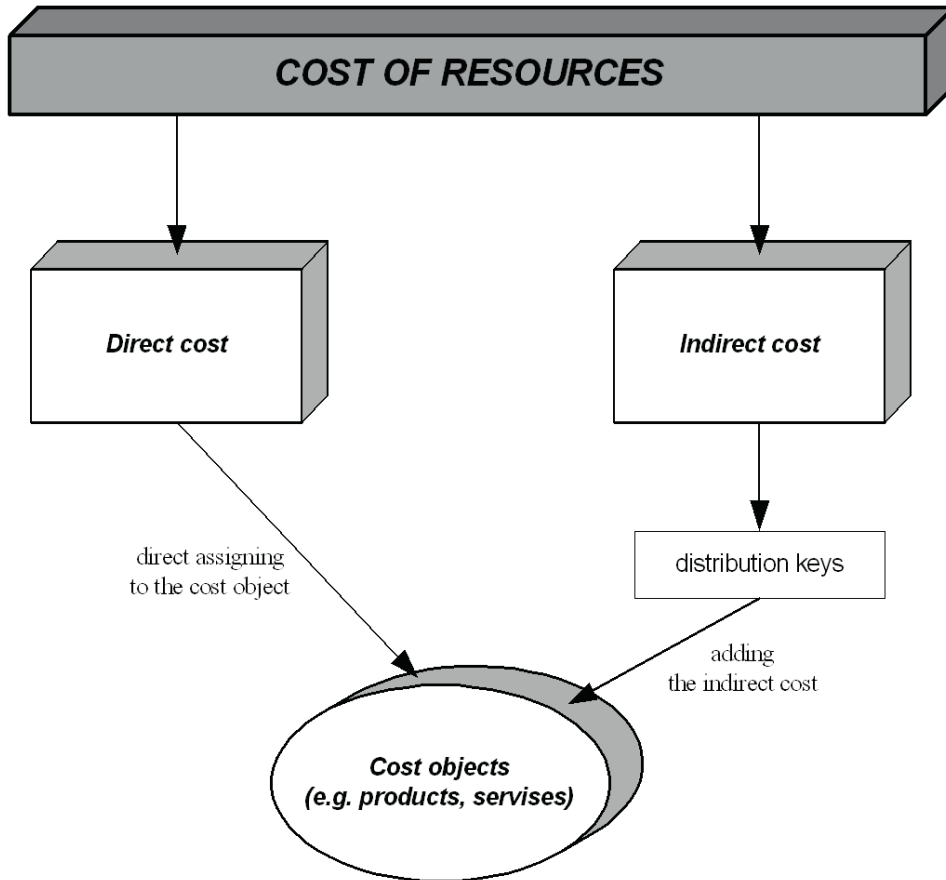 COST OF RESOURCES
Direct cost
Indirect cost
direct assigning
to the cost object
distribution keys
adding
the indirect cost
Cost objects
(e.g. products, servises)